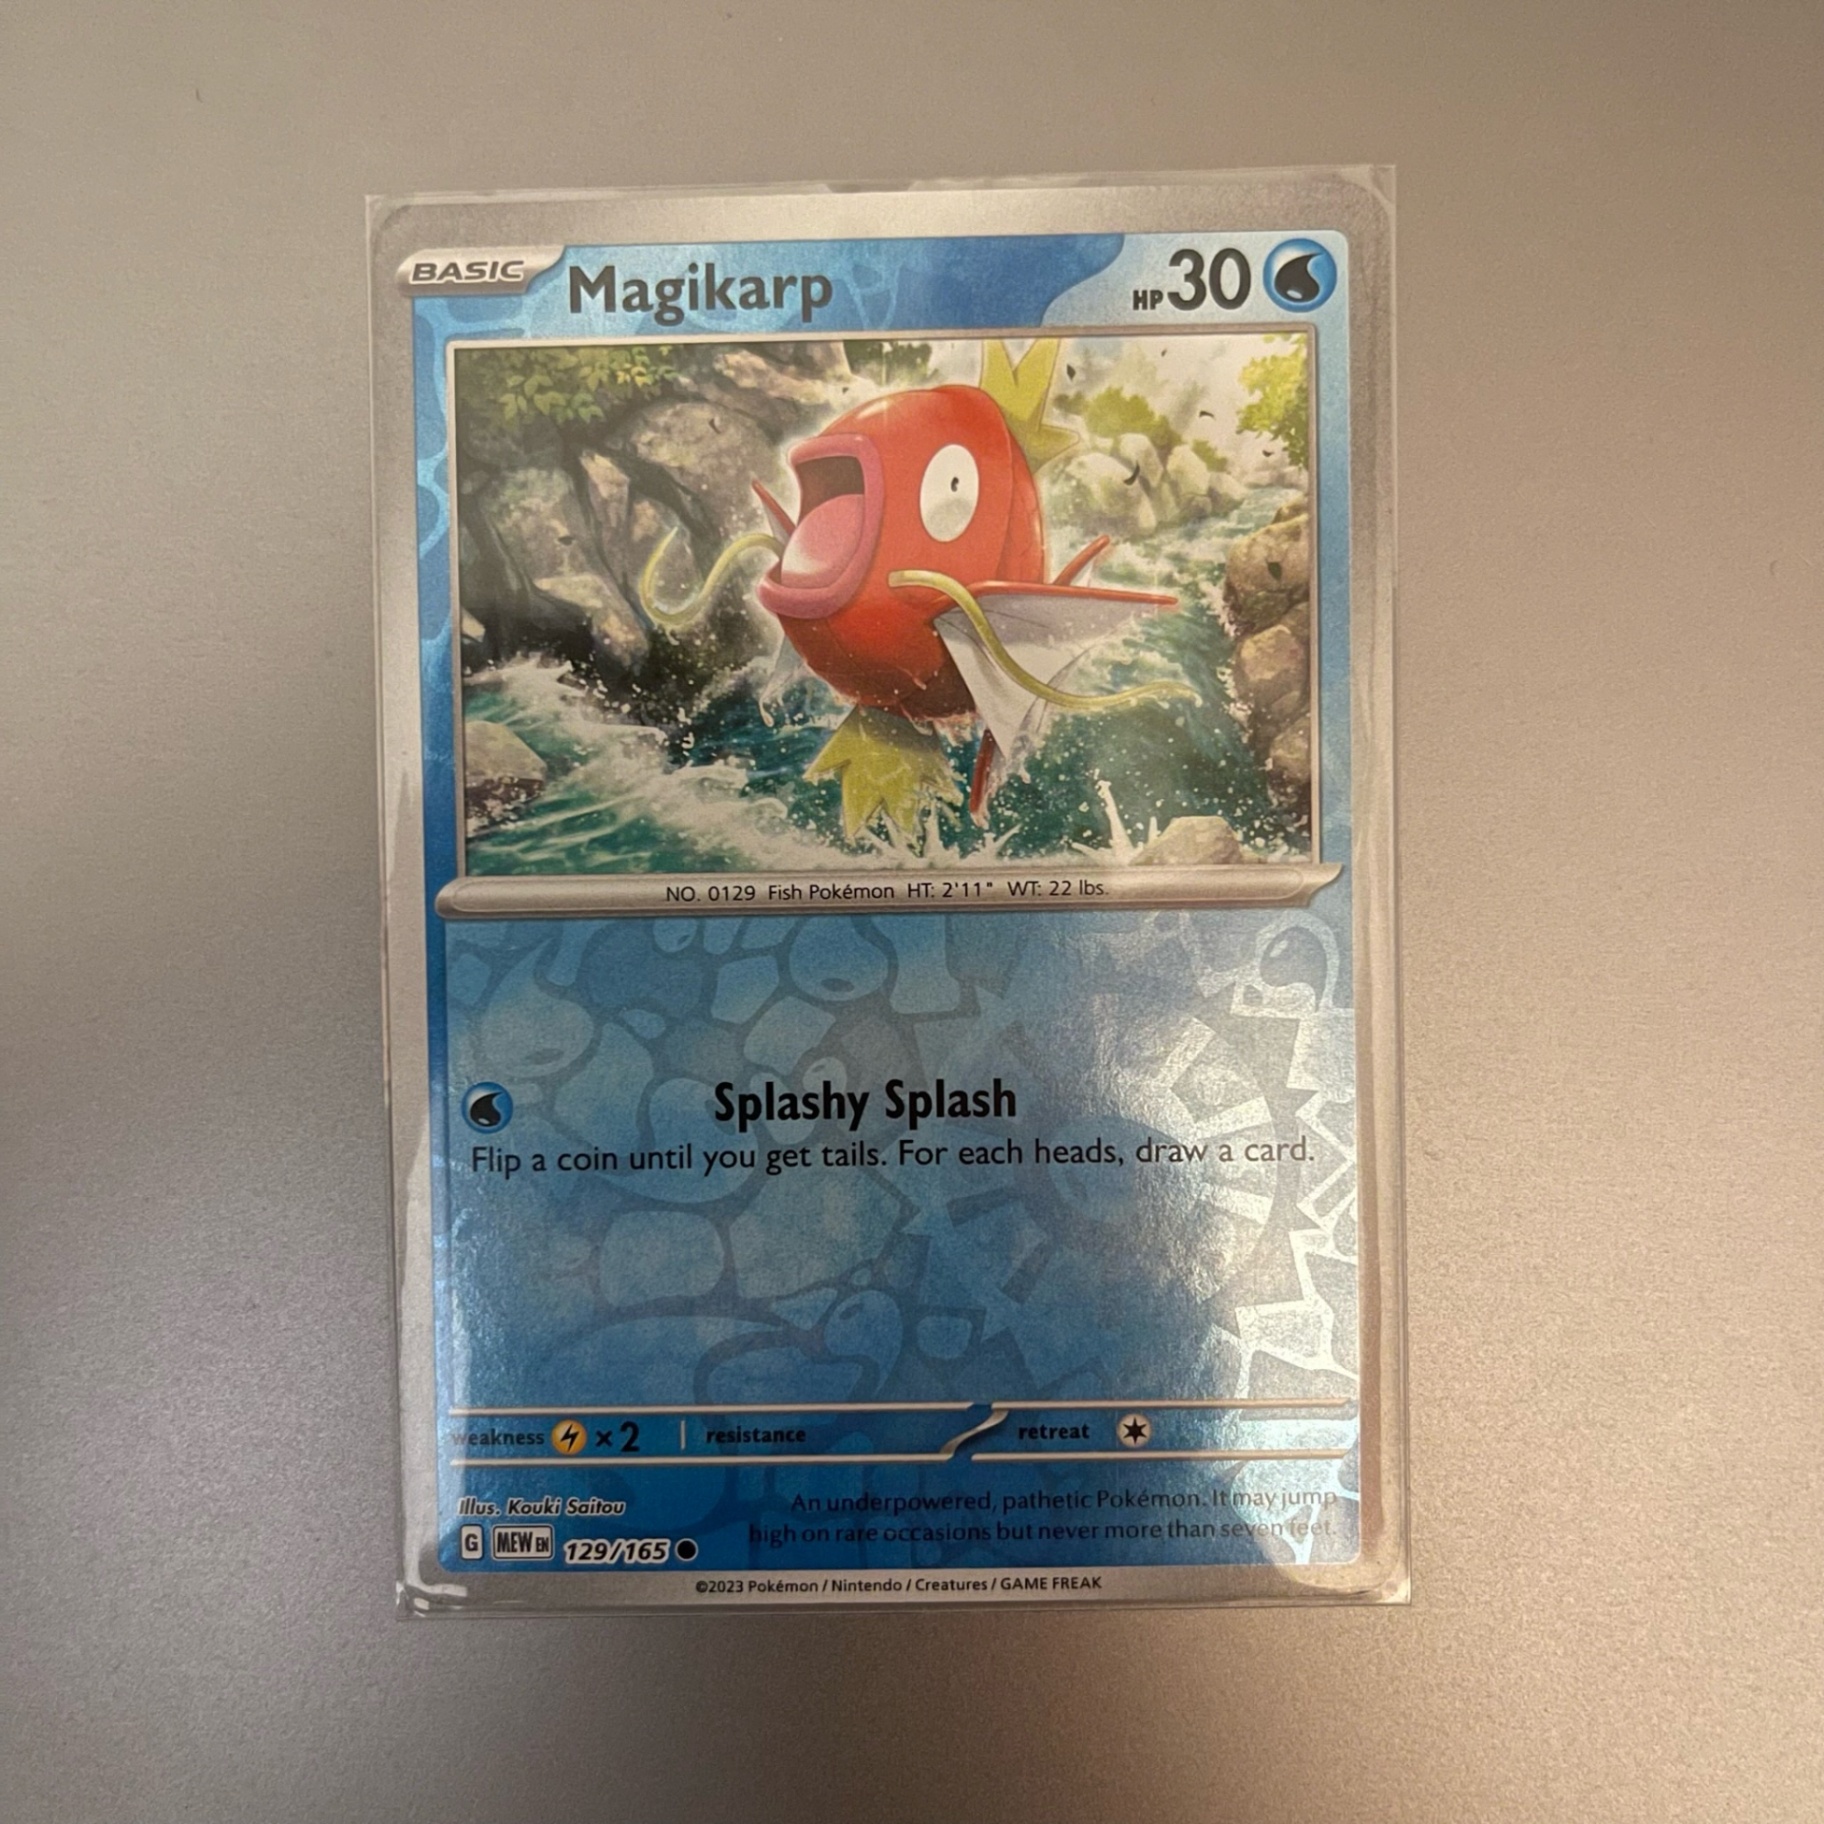 BASIC Magikarp HP 30
NO. 0129 Fish Pokémon HT: 2'11" WT: 22 lbs.
Splashy Splash
Flip a coin until you get tails. For each heads, draw a card.
weakness ×2 resistance retreat
Illus. Kouki Saitou
An underpowered, pathetic Pokémon. It may jump
high on rare occasions but never more than seven feet.
G MEW EN 129/165
©2023 Pokémon / Nintendo / Creatures / GAME FREAK